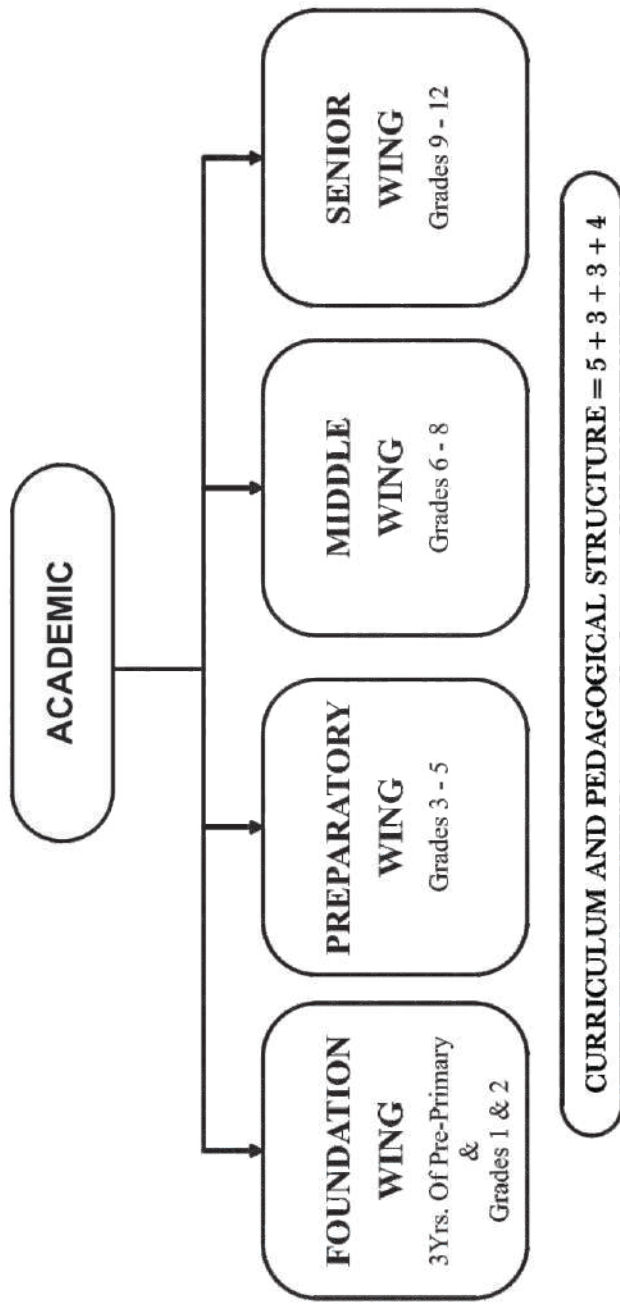 ACADEMIC
FOUNDATION
WING
3Yrs. Of Pre-Primary
&
Grades 1 & 2
PREPARATORY
WING
Grades 3 - 5
MIDDLE
WING
Grades 6 - 8
SENIOR
WING
Grades 9 - 12
CURRICULUM AND PEDAGOGICAL STRUCTURE = 5 + 3 + 3 + 4